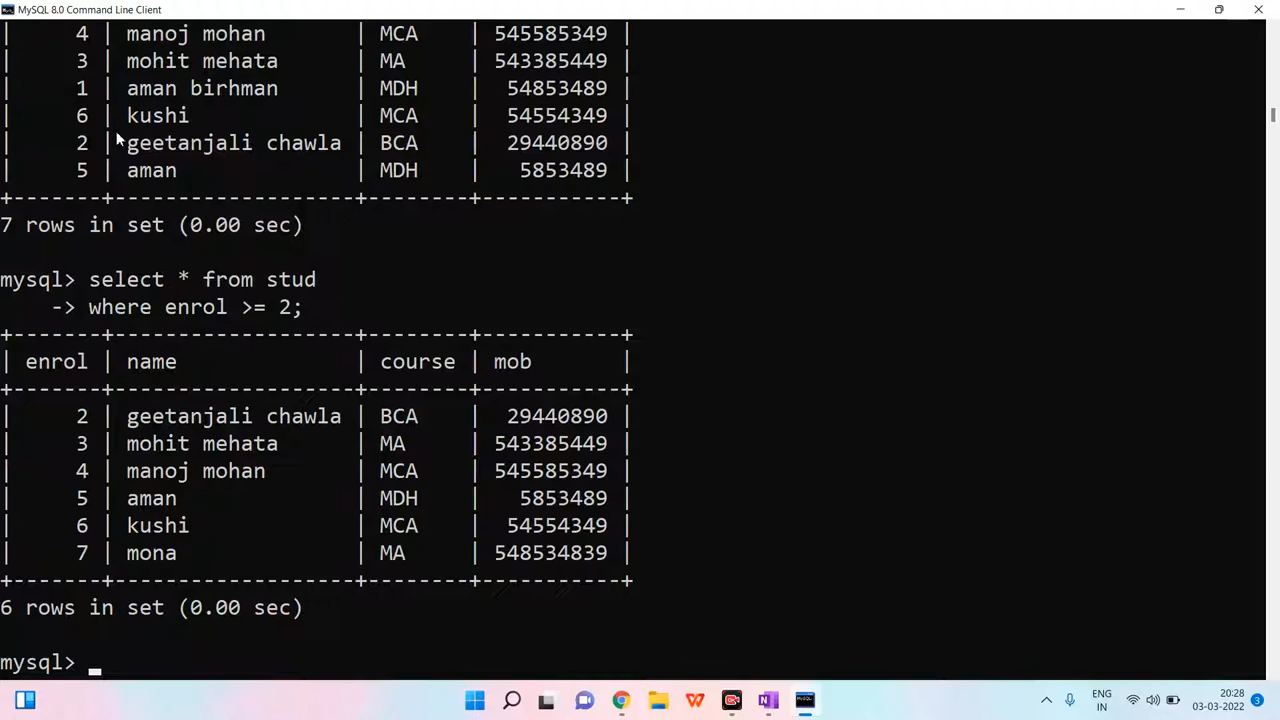 MySQL 8.0 Command Line Client
|     4 | manoj mohan       | MCA    | 545585349 |
|     3 | mohit mehata      | MA     | 543385449 |
|     1 | aman birhman      | MDH    |  54853489 |
|     6 | kushi             | MCA    |  54554349 |
|     2 | geetanjali chawla | BCA    |  29440890 |
|     5 | aman              | MDH    |   5853489 |
+-------+-------------------+--------+-----------+
7 rows in set (0.00 sec)
mysql> select * from stud
    -> where enrol >= 2;
+-------+-------------------+--------+-----------+
| enrol | name              | course | mob       |
+-------+-------------------+--------+-----------+
|     2 | geetanjali chawla | BCA    |  29440890 |
|     3 | mohit mehata      | MA     | 543385449 |
|     4 | manoj mohan       | MCA    | 545585349 |
|     5 | aman              | MDH    |   5853489 |
|     6 | kushi             | MCA    |  54554349 |
|     7 | mona              | MA     | 548534839 |
+-------+-------------------+--------+-----------+
6 rows in set (0.00 sec)
mysql>
ENG
IN
20:28
03-03-2022
3